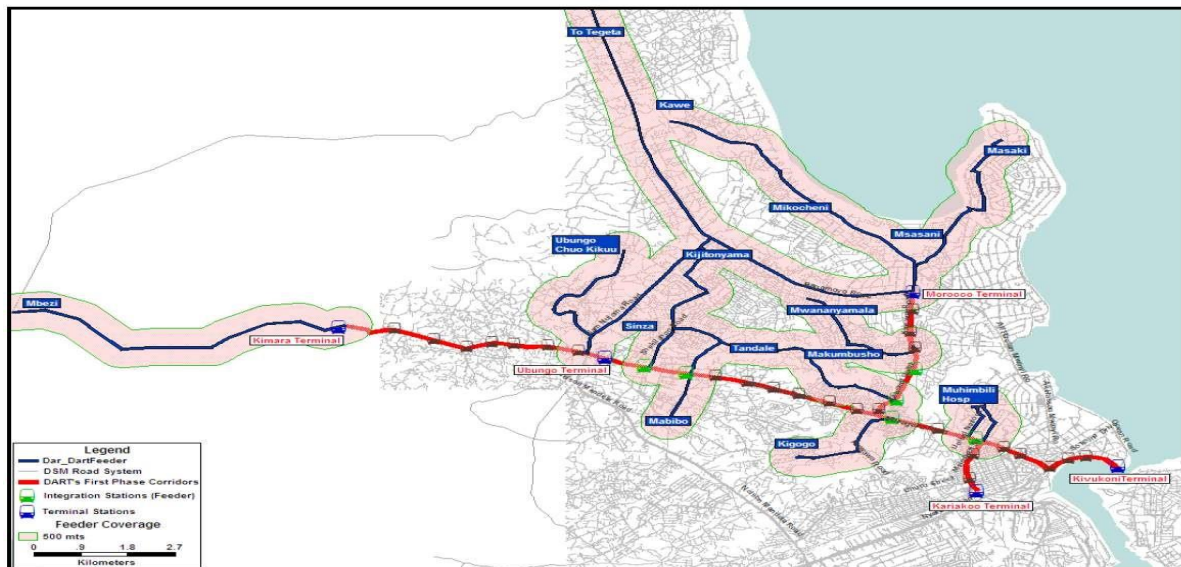 To Tegeta
Kawe
Masaki
Mikocheni
Msasani
Ubungo
Chuo Kikuu
Kijitonyama
Mbezi
Morocco Terminal
Mwananyamala
Sinza
Kimara Terminal
Tandale
Makumbusho
Ubungo Terminal
Muhimbili
Hosp
Mabibo
Kigogo
KivukoniTerminal
Kariakoo Terminal
Legend
Dar_DartFeeder
DSM Road System
DART's First Phase Corridors
Integration Stations (Feeder)
Terminal Stations
Feeder Coverage
500 mts
0 .9 1.8 2.7
Kilometers